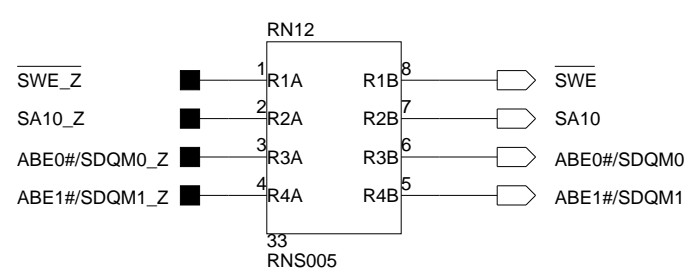 RN12
SWE_Z 1 R1A R1B 8 SWE
SA10_Z 2 R2A R2B 7 SA10
ABE0#/SDQM0_Z 3 R3A R3B 6 ABE0#/SDQM0
ABE1#/SDQM1_Z 4 R4A R4B 5 ABE1#/SDQM1
33
RNS005